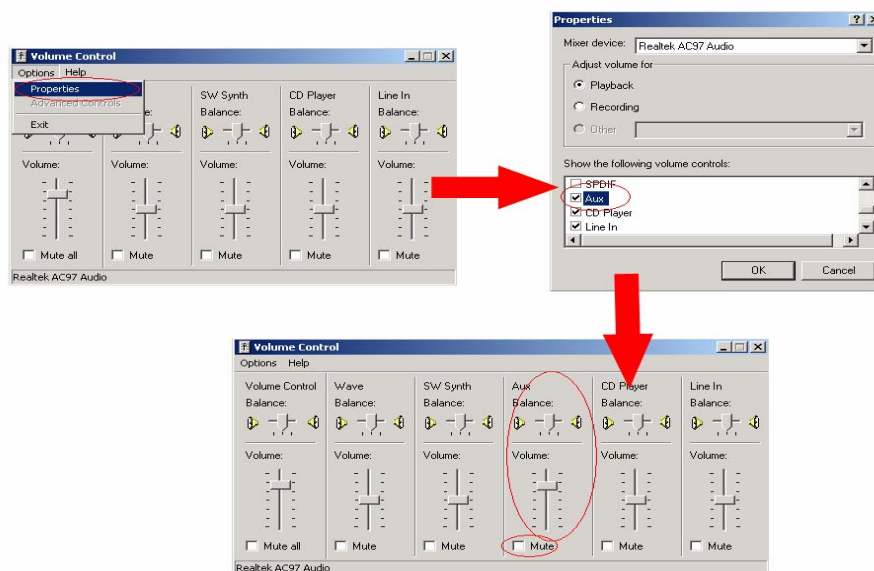 Volume Control
Options Help
Properties
Advanced Controls
Exit
SW Synth
CD Player
Line In
Balance:
Balance:
Balance:
Volume:
Volume:
Volume:
Volume:
Volume:
Mute all
Mute
Mute
Mute
Mute
Realtek AC97 Audio
Properties
Mixer device: Realtek AC97 Audio
Adjust volume for
Playback
Recording
Other
Show the following volume controls:
SPDIF
Aux
CD Player
Line In
OK Cancel
Volume Control
Options Help
Volume Control Wave SW Synth Aux CD Player Line In
Balance: Balance: Balance: Balance: Balance: Balance:
Volume: Volume: Volume: Volume: Volume: Volume:
Mute all Mute Mute Mute Mute Mute
Realtek AC97 Audio